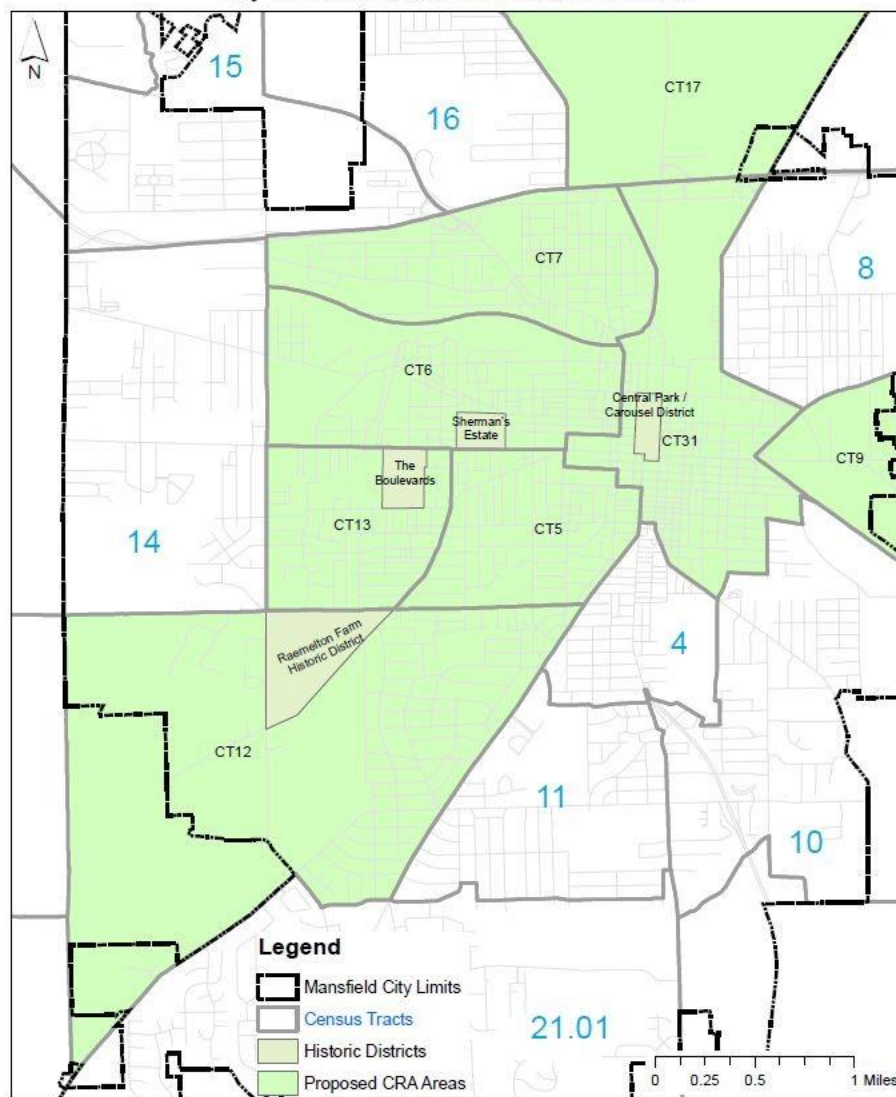 N
15
16
CT17
CT7
8
CT6
Central Park /
Carousel District
Sherman's
Estate
CT31
The
Boulevards
CT9
CT13
CT5
14
Raemelton Farm
Historic District
4
CT12
11
10
Legend
Mansfield City Limits
Census Tracts
Historic Districts
Proposed CRA Areas
21.01
0 0.25 0.5 1 Miles